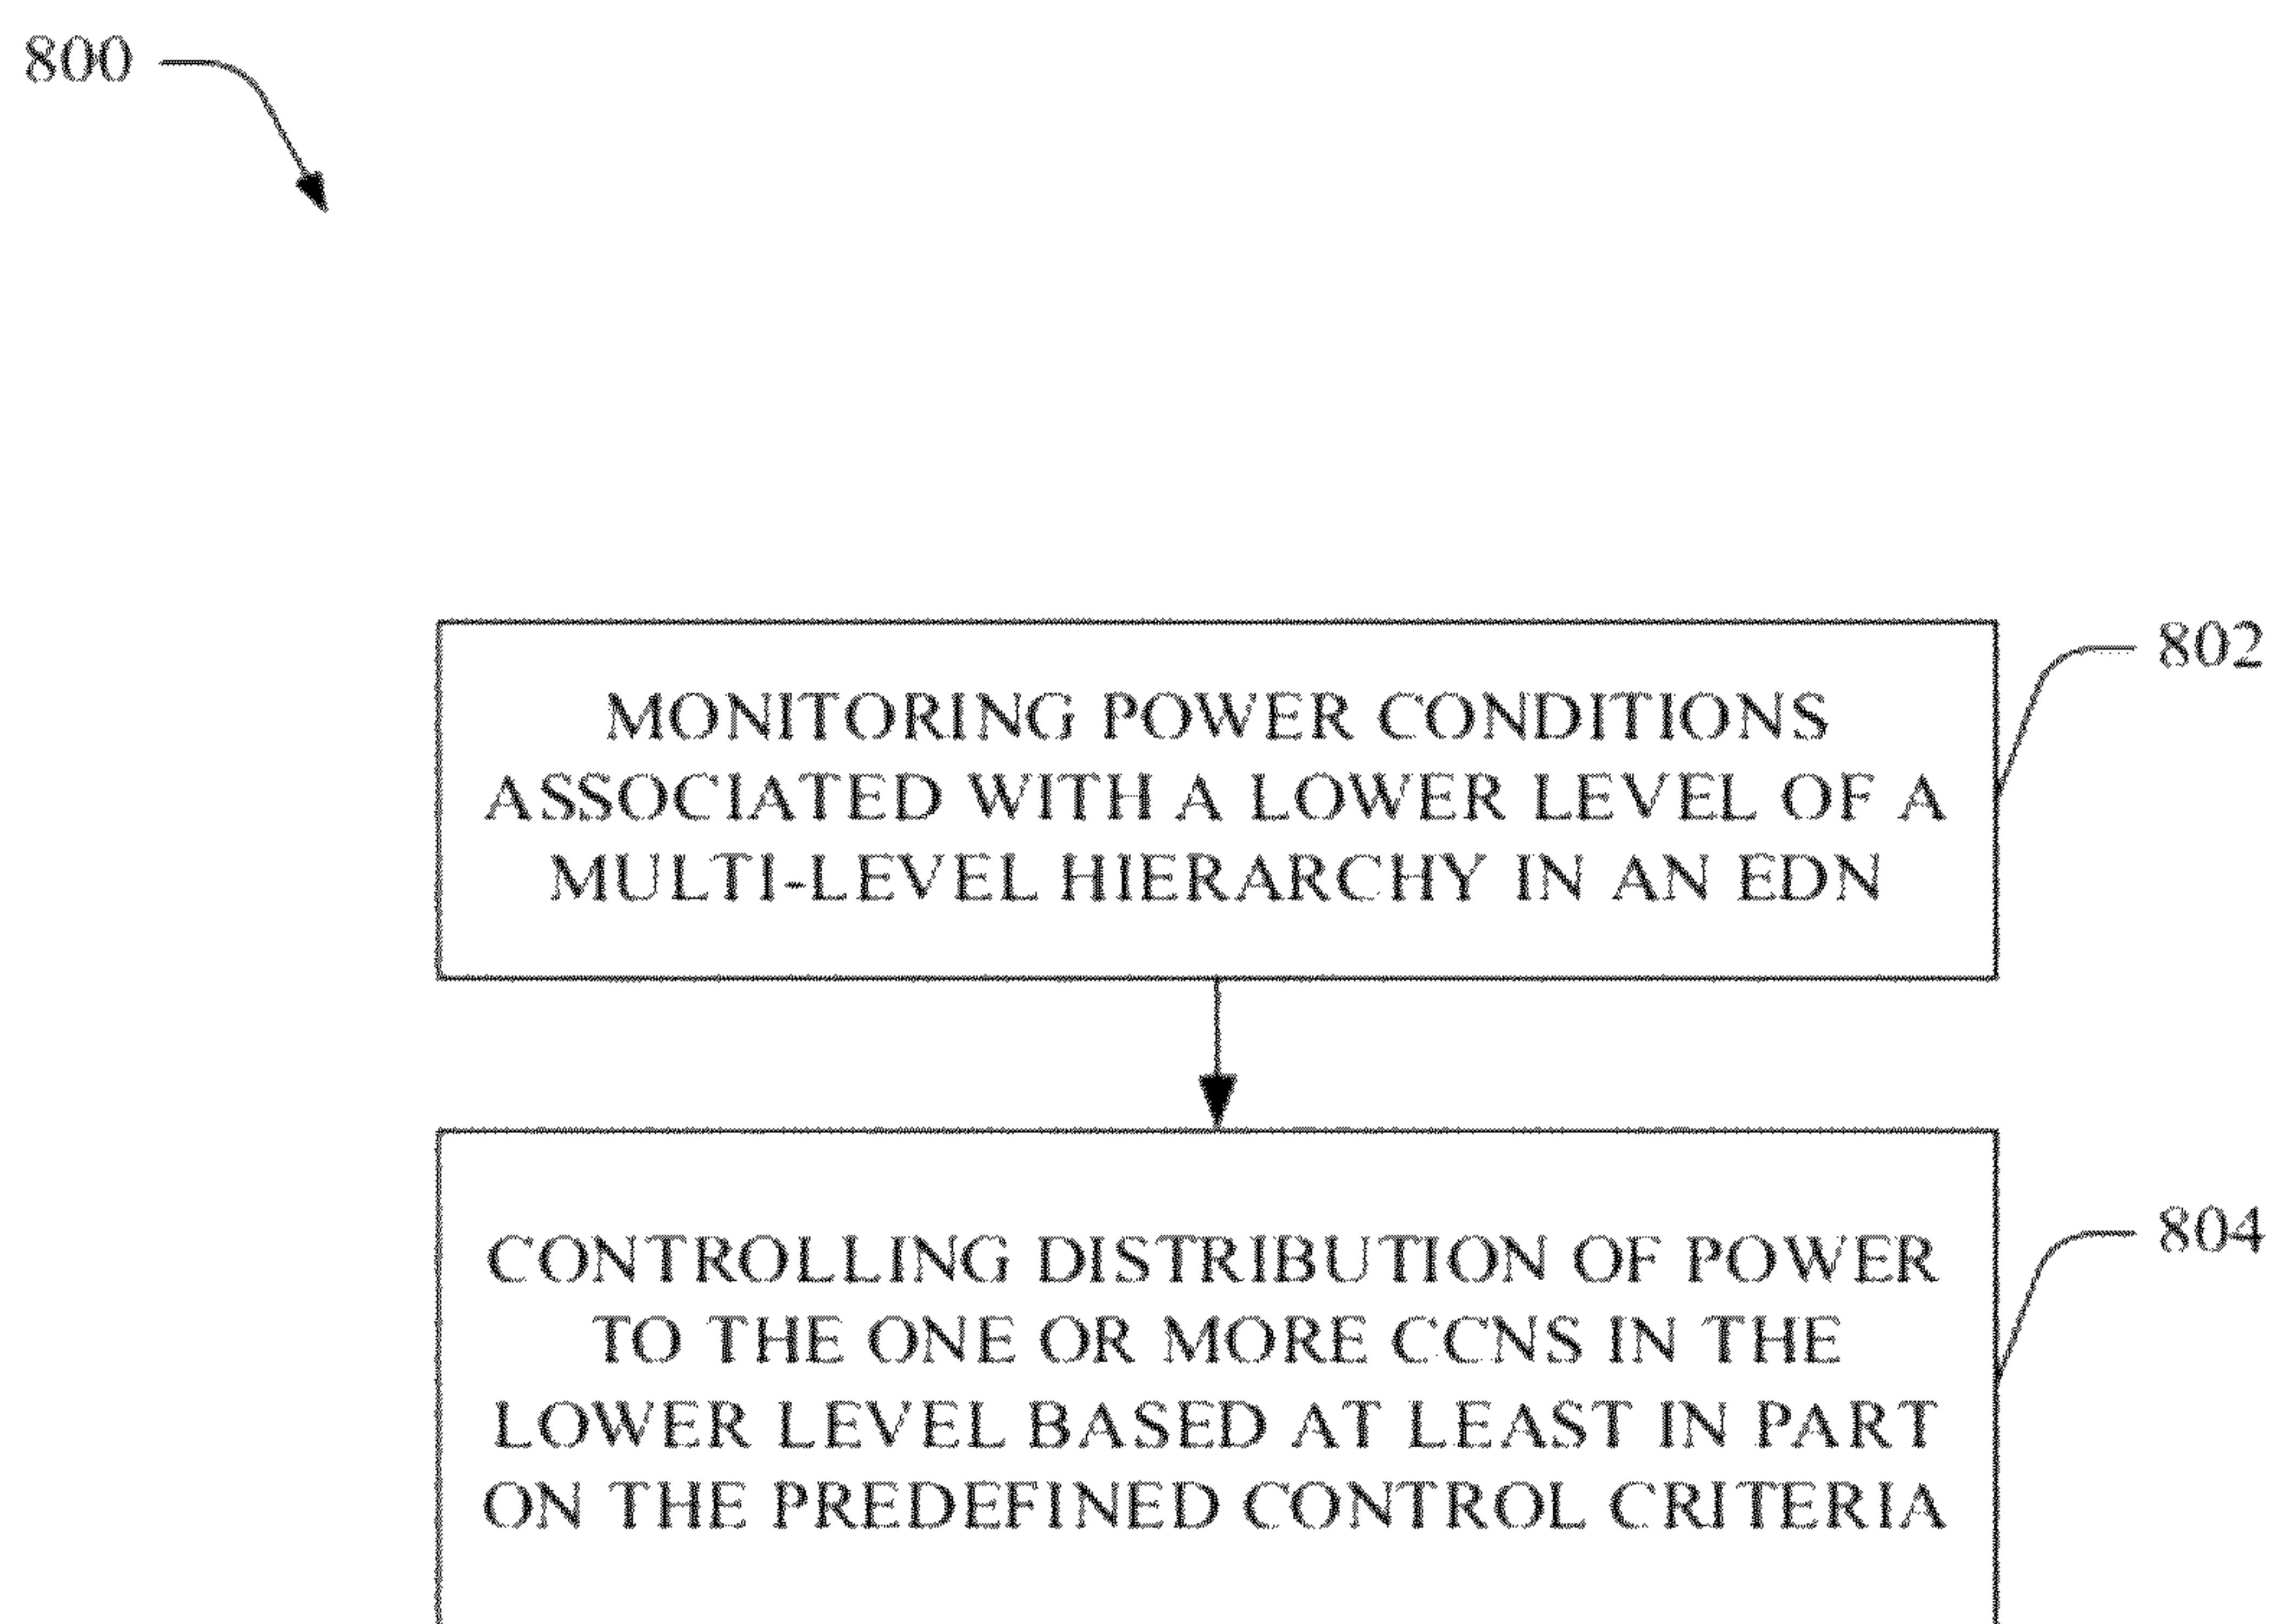 800
802
MONITORING POWER CONDITIONS
ASSOCIATED WITH A LOWER LEVEL OF A
MULTI-LEVEL HIERARCHY IN AN EDN
804
CONTROLLING DISTRIBUTION OF POWER
TO THE ONE OR MORE CCNS IN THE
LOWER LEVEL BASED AT LEAST IN PART
ON THE PREDEFINED CONTROL CRITERIA